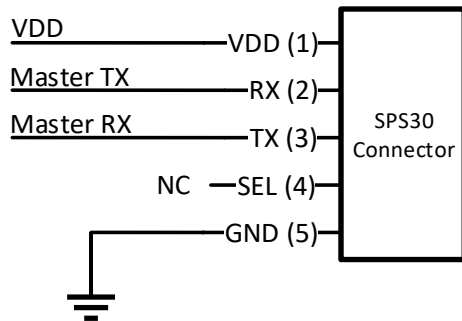 VDD
VDD (1)
Master TX
RX (2)
Master RX
TX (3)
NC
SEL (4)
GND (5)
SPS30
Connector